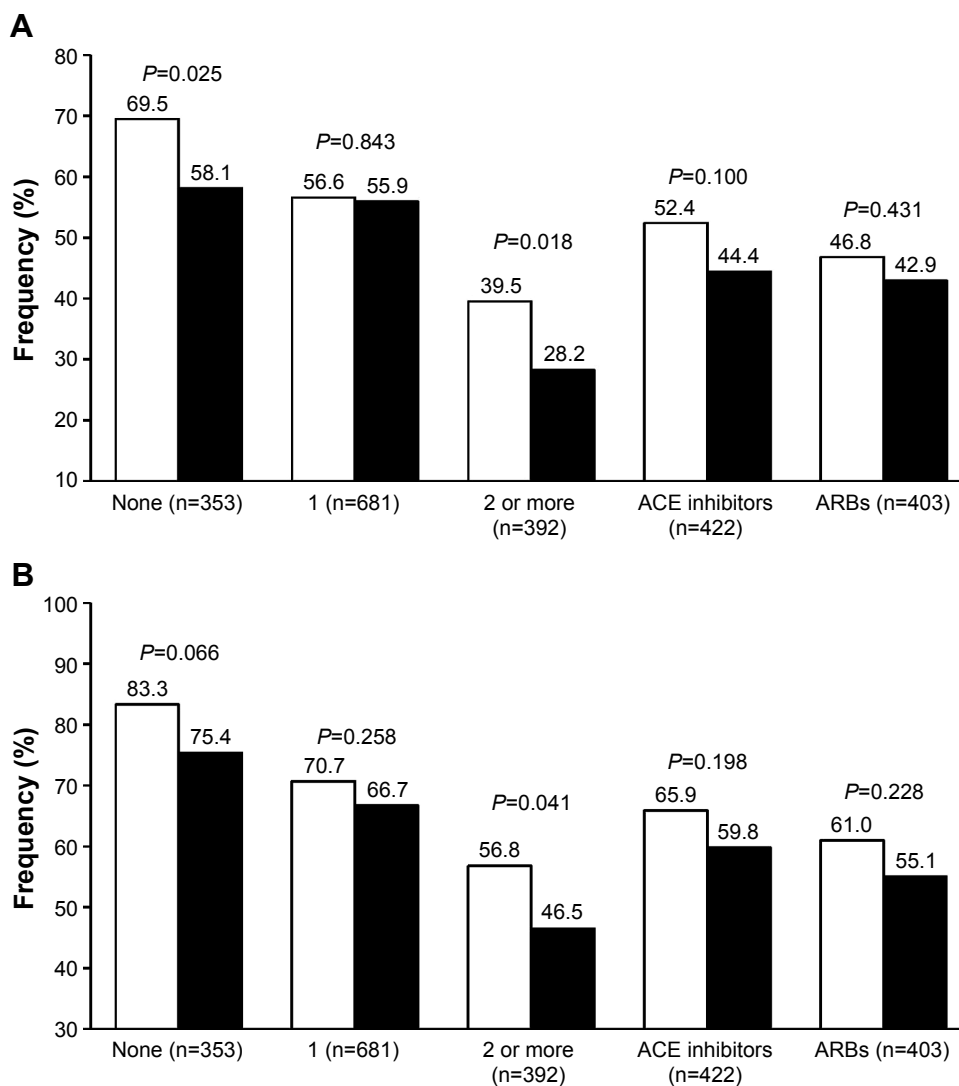 A
Frequency (%)
80
70
60
50
40
30
20
10
P=0.025
69.5
58.1
P=0.843
56.6
55.9
P=0.018
39.5
28.2
P=0.100
52.4
44.4
P=0.431
46.8
42.9
None (n=353)
1 (n=681)
2 or more
(n=392)
ACE inhibitors
(n=422)
ARBs (n=403)
B
Frequency (%)
100
90
80
70
60
50
40
30
P=0.066
83.3
75.4
P=0.258
70.7
66.7
P=0.041
56.8
46.5
P=0.198
65.9
59.8
P=0.228
61.0
55.1
None (n=353)
1 (n=681)
2 or more
(n=392)
ACE inhibitors
(n=422)
ARBs (n=403)